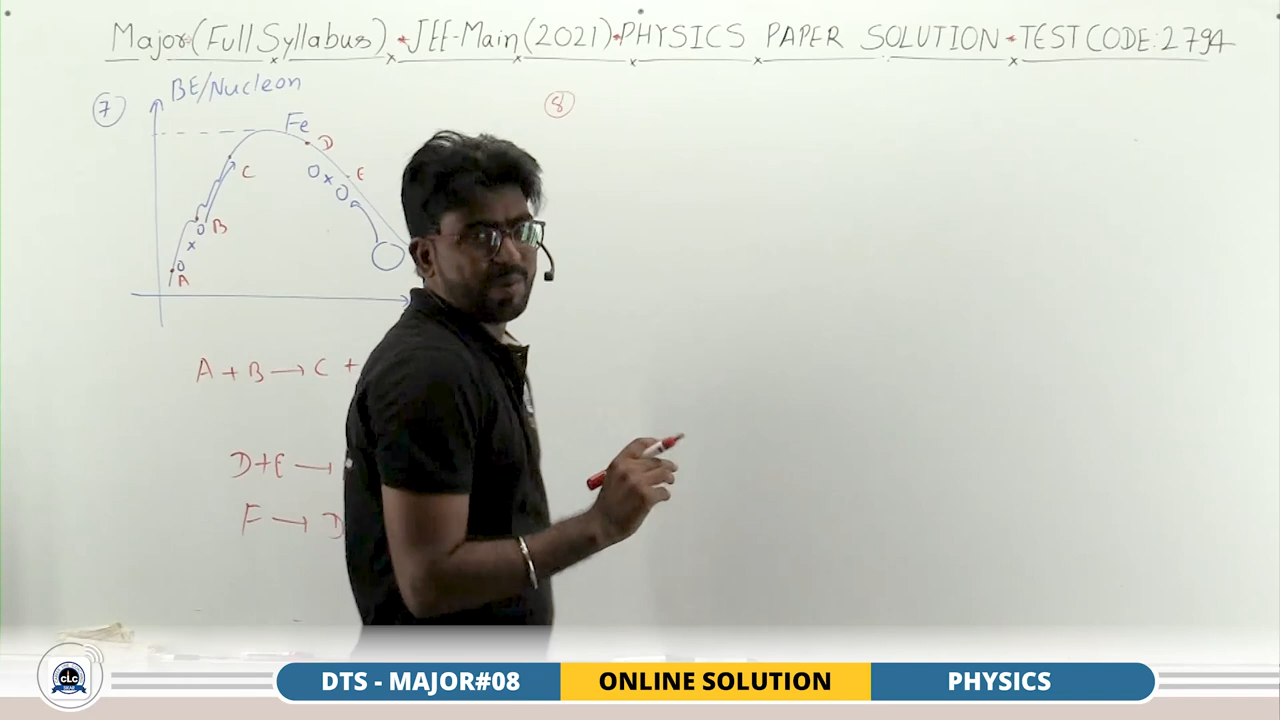 Major (Full Syllabus) • JEE-Main (2021) • PHYSICS PAPER SOLUTION • TEST CODE: 2794
7
BE/Nucleon
8
Fe
D
C
E
B
A
A + B → C +
D+E →
F → D
CLC
DTS - MAJOR#08
ONLINE SOLUTION
PHYSICS